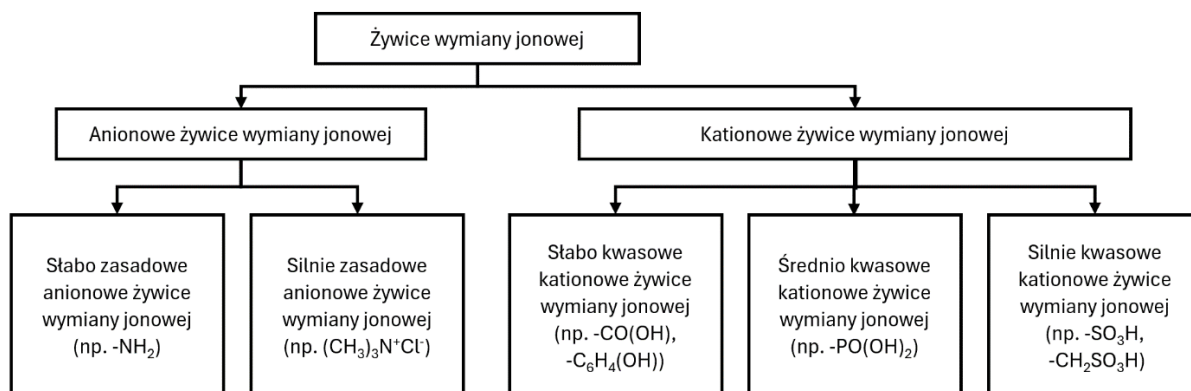 Żywice wymiany jonowej
Anionowe żywice wymiany jonowej
Kationowe żywice wymiany jonowej
Słabo zasadowe
anionowe żywice
wymiany jonowej
(np. -NH₂)
Silnie zasadowe
anionowe żywice
wymiany jonowej
(np. (CH₃)₃N⁺Cl⁻)
Słabo kwasowe
kationowe żywice
wymiany jonowej
(np. -CO(OH),
-C₆H₄(OH))
Średnio kwasowe
kationowe żywice
wymiany jonowej
(np. -PO(OH)₂)
Silnie kwasowe
kationowe żywice
wymiany jonowej
(np. -SO₃H,
-CH₂SO₃H)